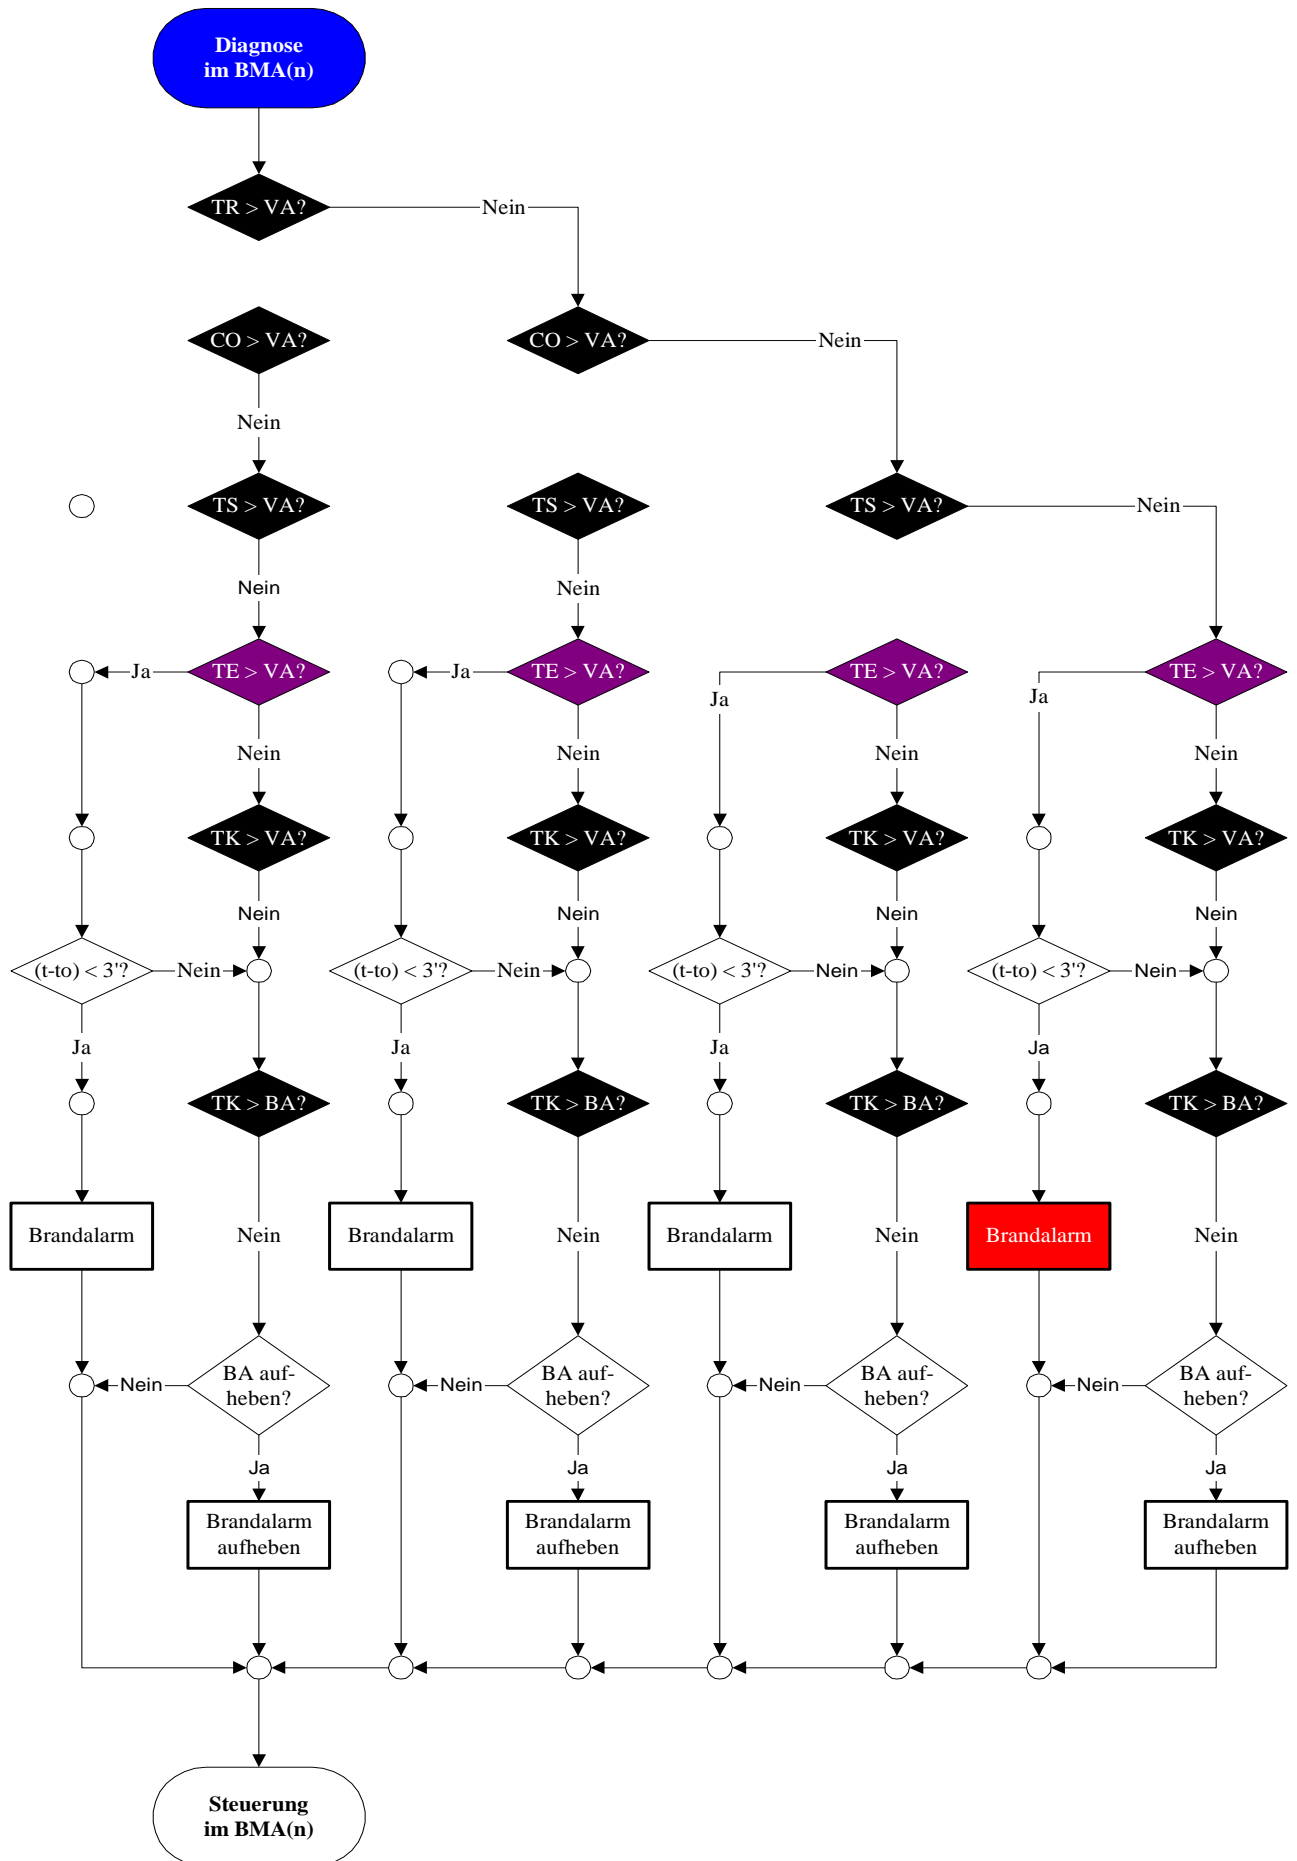 Diagnose
im BMA(n)
TR > VA?
Nein
CO > VA?
CO > VA?
Nein
Nein
TS > VA?
TS > VA?
TS > VA?
Nein
Nein
Nein
Ja
TE > VA?
Ja
TE > VA?
Ja
TE > VA?
Ja
TE > VA?
Nein
Nein
Nein
Nein
TK > VA?
TK > VA?
TK > VA?
TK > VA?
Nein
Nein
Nein
Nein
(t-to) < 3'?
Nein
(t-to) < 3'?
Nein
(t-to) < 3'?
Nein
(t-to) < 3'?
Nein
Ja
Ja
Ja
Ja
TK > BA?
TK > BA?
TK > BA?
TK > BA?
Brandalarm
Nein
Brandalarm
Nein
Brandalarm
Nein
Brandalarm
Nein
Nein
BA auf-
heben?
Nein
BA auf-
heben?
Nein
BA auf-
heben?
Nein
BA auf-
heben?
Ja
Ja
Ja
Ja
Brandalarm
aufheben
Brandalarm
aufheben
Brandalarm
aufheben
Brandalarm
aufheben
Steuerung
im BMA(n)